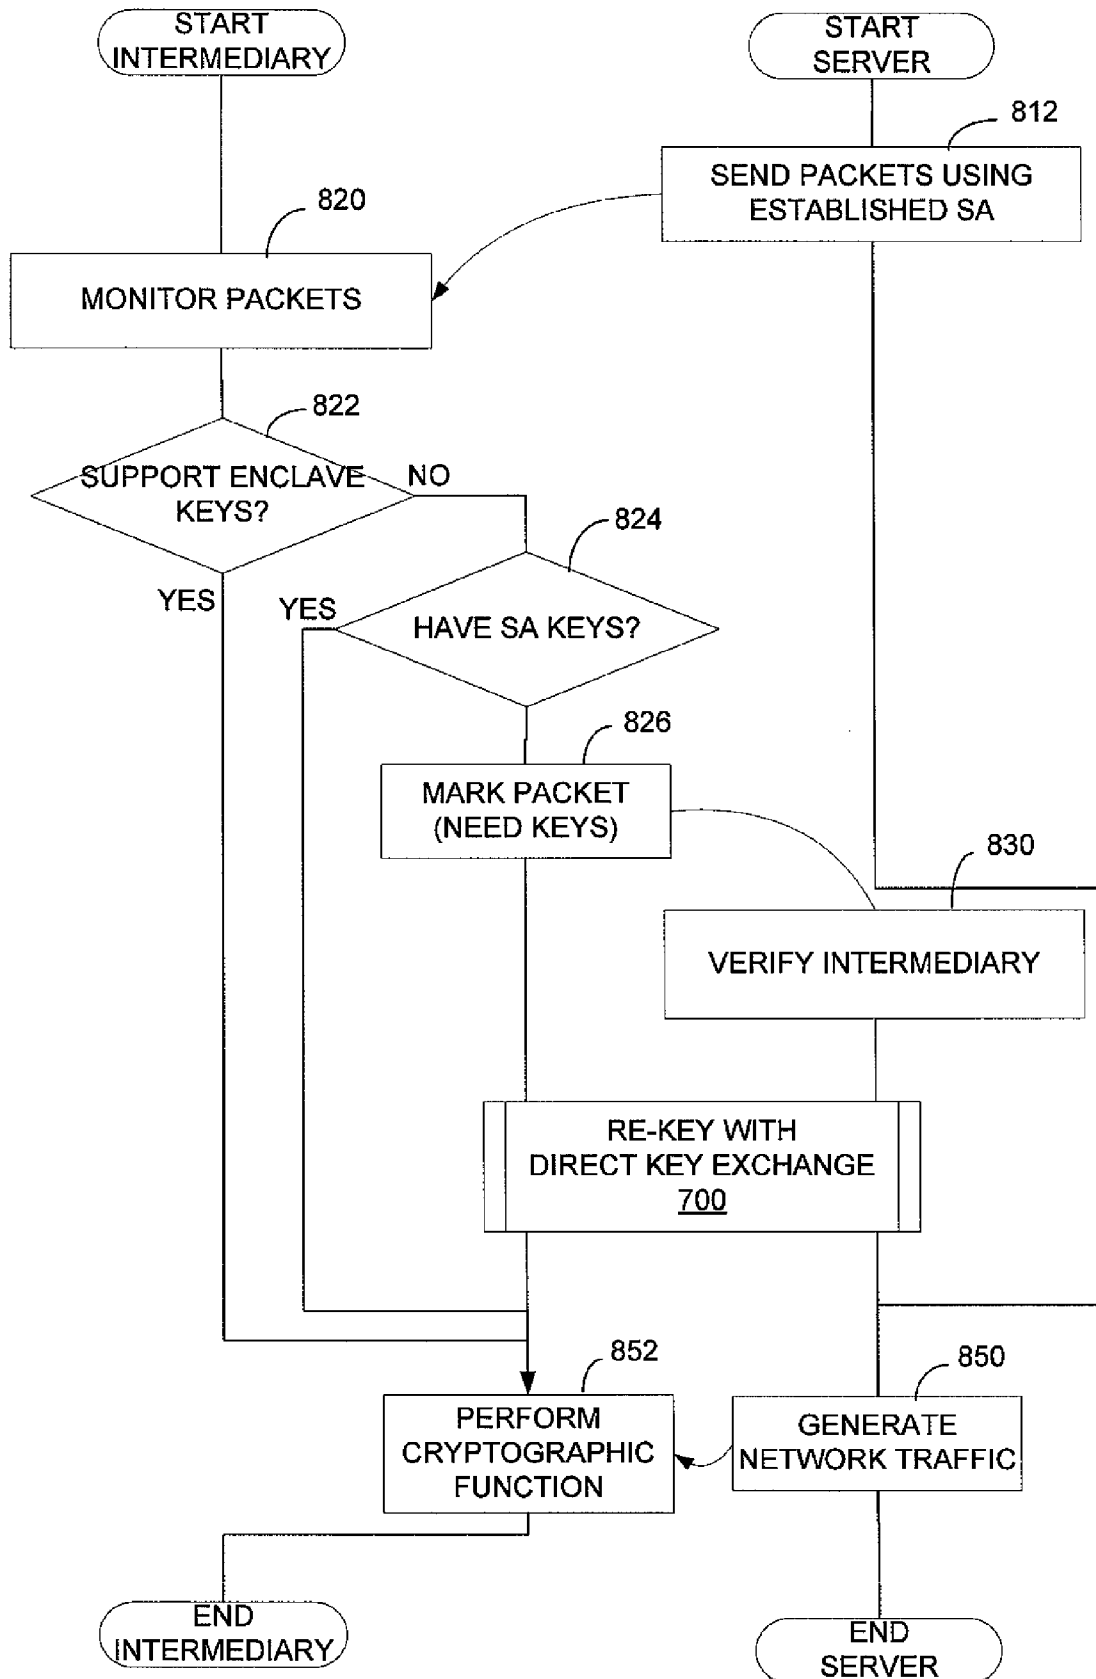 START
INTERMEDIARY
START
SERVER
812
SEND PACKETS USING
ESTABLISHED SA
820
MONITOR PACKETS
822
SUPPORT ENCLAVE
KEYS?
NO
824
YES
YES
HAVE SA KEYS?
826
MARK PACKET
(NEED KEYS)
830
VERIFY INTERMEDIARY
RE-KEY WITH
DIRECT KEY EXCHANGE
700
852
PERFORM
CRYPTOGRAPHIC
FUNCTION
850
GENERATE
NETWORK TRAFFIC
END
INTERMEDIARY
END
SERVER